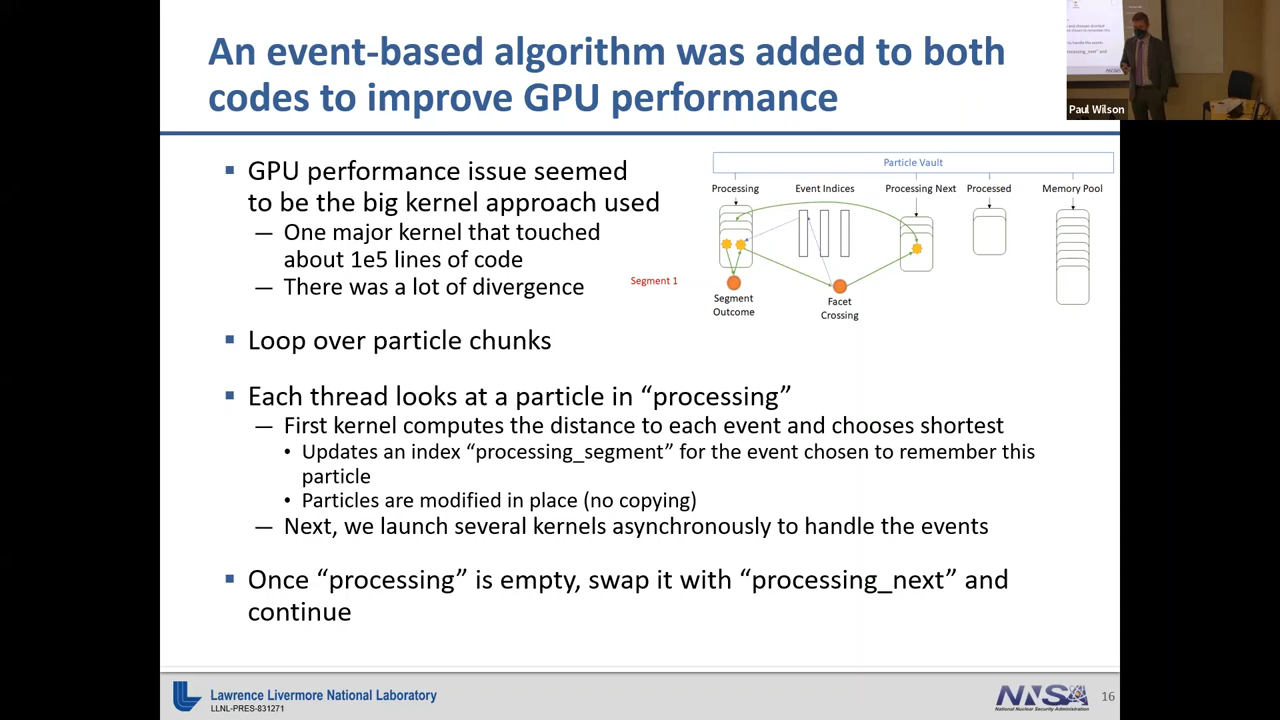 An event-ased algorithm was added to both
codes to improve GPU performance
Paul Wilson
GPU performance issue seemed
to be the big kernel approach used
— One major kernel that touched
about 1e5 lines of code
— There was a lot of divergence
Particle Vault
Processing Event Indices Processing Next Processed Memory Pool
Segment 1
Segment
Outcome
Facet
Crossing
Loop over particle chunks
Each thread looks at a particle in “processing”
— First kernel computes the distance to each event and chooses shortest
• Updates an index “processing_segment” for the event chosen to remember this
particle
• Particles are modified in place (no copying)
— Next, we launch several kernels asynchronously to handle the events
Once “processing” is empty, swap it with “processing_next” and
continue
Lawrence Livermore National Laboratory
LLNL-PRES-831271
NNSA
National Nuclear Security Administration
16